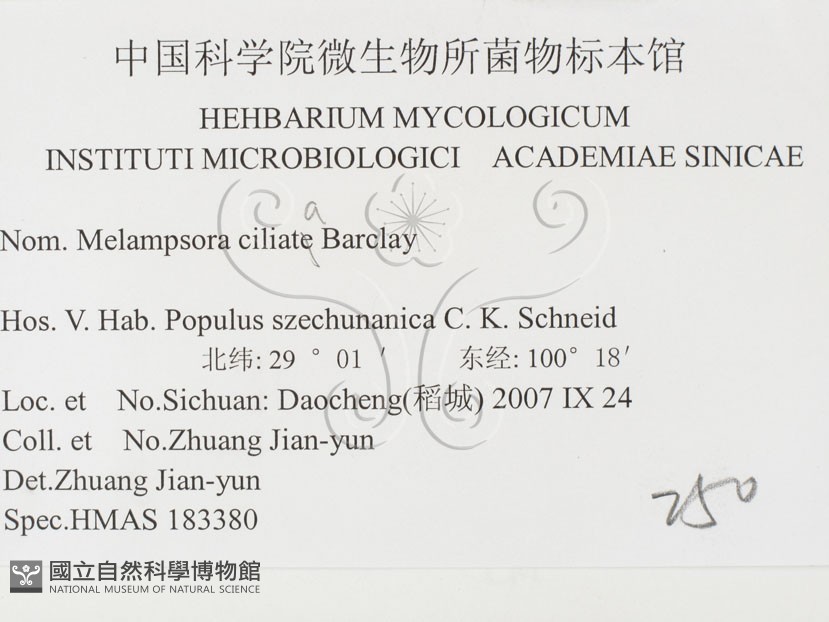 中国科学院微生物所菌物标本馆
HEHBARIUM MYCOLOGICUM
INSTITUTI MICROBIOLOGICI ACADEMIAE SINICAE
a
Nom. Melampsora ciliate Barclay
Hos. V. Hab. Populus szechunanica C. K. Schneid
北纬: 29 ° 01 ′ 东经: 100° 18′
Loc. et No.Sichuan: Daocheng(稻城) 2007 IX 24
Coll. et No.Zhuang Jian-yun
Det.Zhuang Jian-yun
Spec.HMAS 183380
250
國立自然科學博物館
NATIONAL MUSEUM OF NATURAL SCIENCE